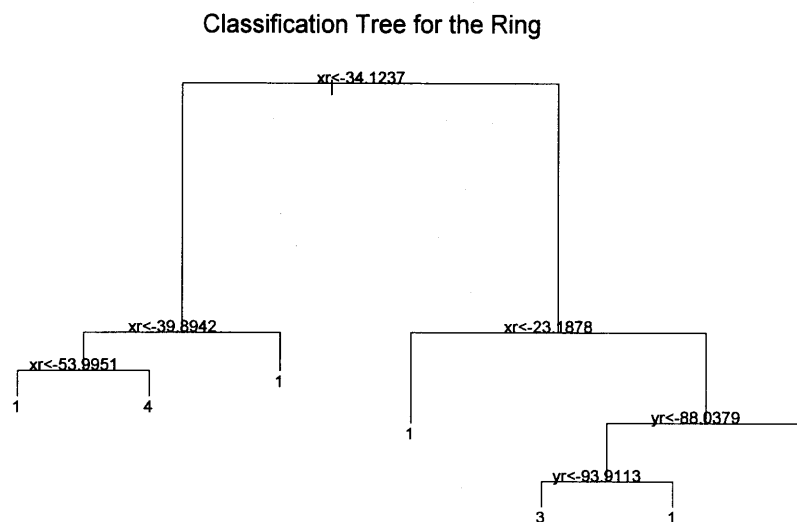 Classification Tree for the Ring
xr<-34.1237
xr<-39.8942
xr<-23.1878
xr<-53.9951
1
1
4
1
yr<-88.0379
yr<-93.9113
3
1